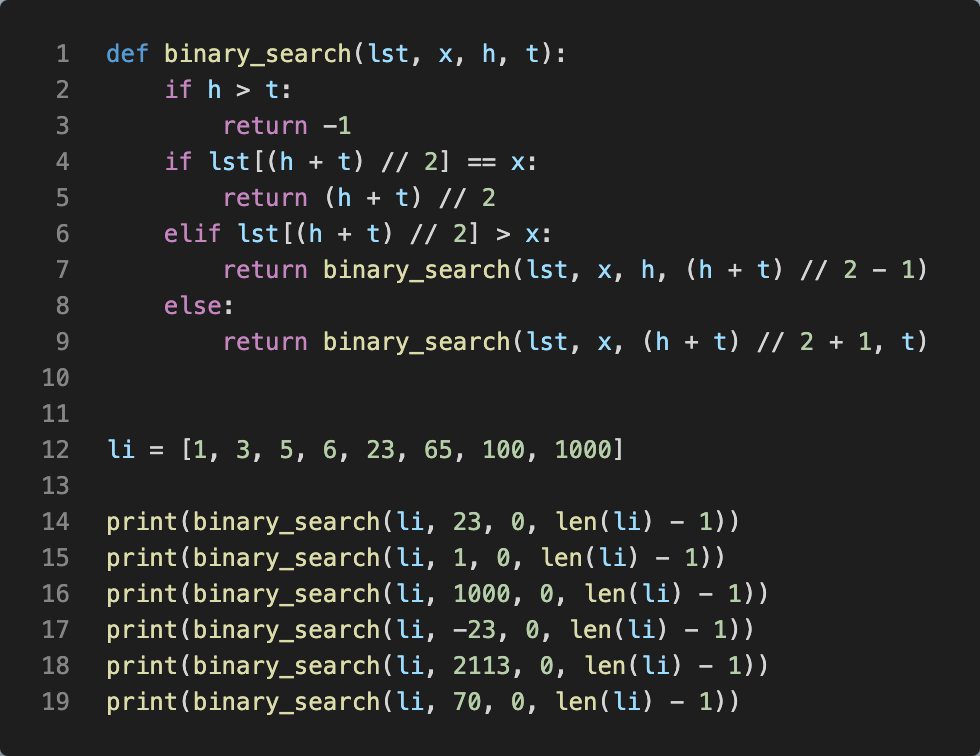 1 def binary_search(lst, x, h, t):
2     if h > t:
3         return -1
4     if lst[(h + t) // 2] == x:
5         return (h + t) // 2
6     elif lst[(h + t) // 2] > x:
7         return binary_search(lst, x, h, (h + t) // 2 - 1)
8     else:
9         return binary_search(lst, x, (h + t) // 2 + 1, t)
10
11
12 li = [1, 3, 5, 6, 23, 65, 100, 1000]
13
14 print(binary_search(li, 23, 0, len(li) - 1))
15 print(binary_search(li, 1, 0, len(li) - 1))
16 print(binary_search(li, 1000, 0, len(li) - 1))
17 print(binary_search(li, -23, 0, len(li) - 1))
18 print(binary_search(li, 2113, 0, len(li) - 1))
19 print(binary_search(li, 70, 0, len(li) - 1))